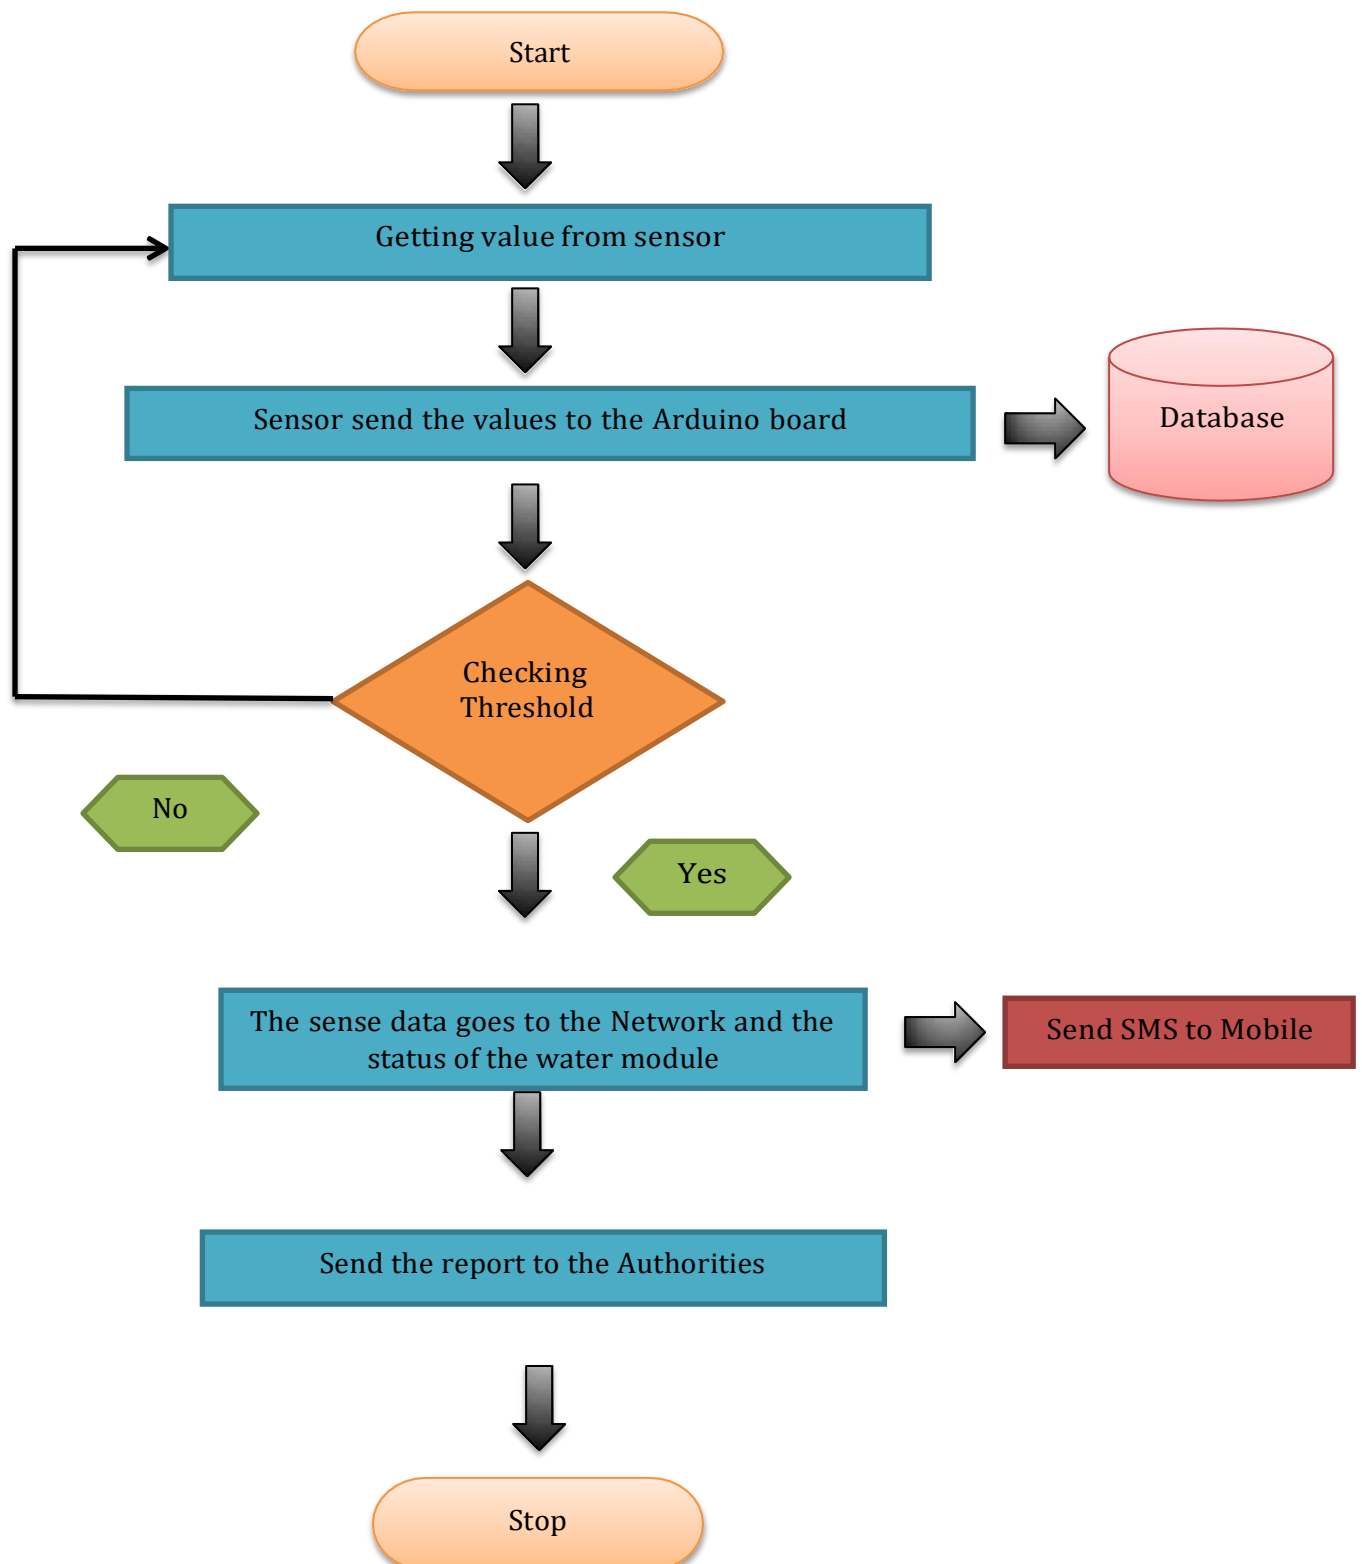 Start
Getting value from sensor
Sensor send the values to the Arduino board
Database
Checking
Threshold
No
Yes
The sense data goes to the Network and the
status of the water module
Send SMS to Mobile
Send the report to the Authorities
Stop